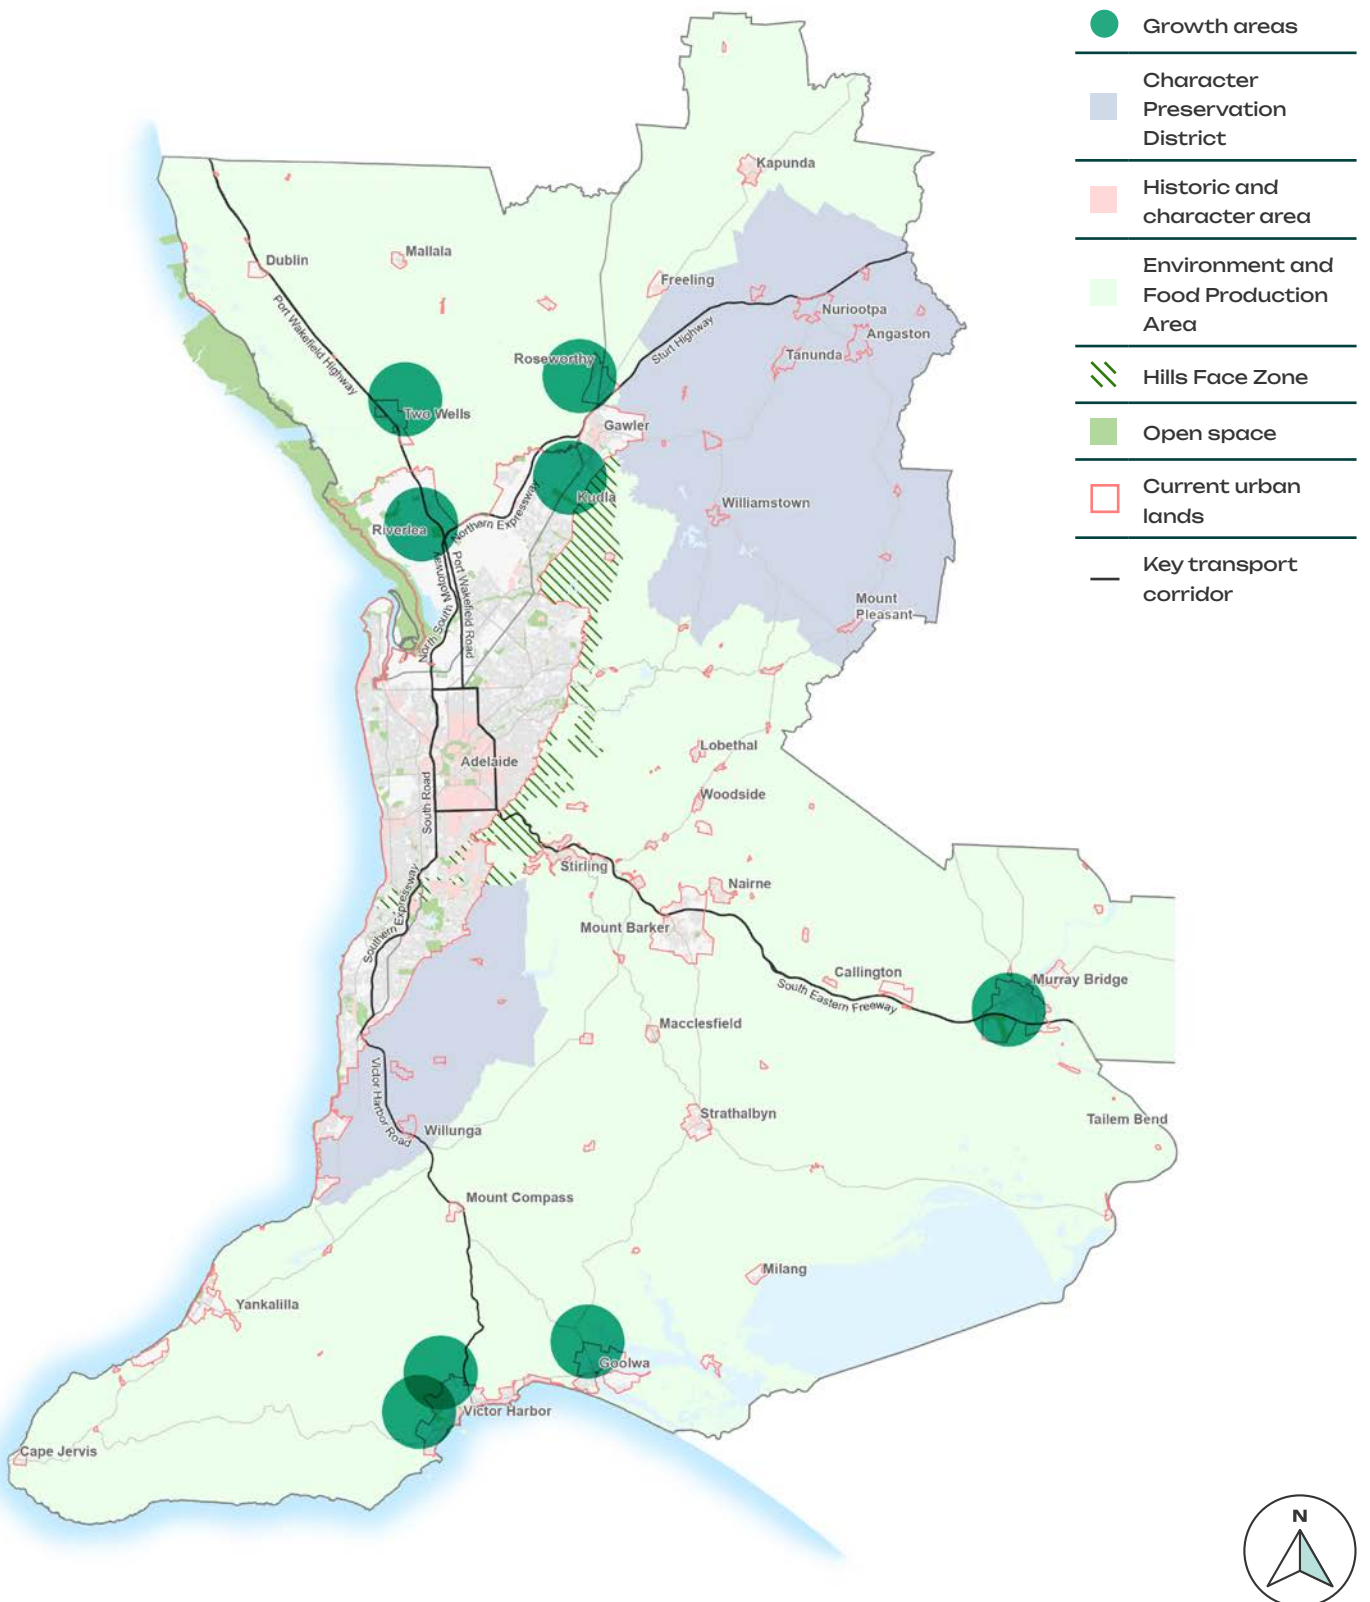 Growth areas
Character
Preservation
District
Historic and
character area
Environment and
Food Production
Area
Hills Face Zone
Open space
Current urban
lands
Key transport
corridor
Kapunda
Dublin
Mallala
Freeling
Port Wakefield Highway
Nuriootpa
Angaston
Sturt Highway
Tanunda
Roseworthy
Two Wells
Gawler
Kudla
Williamstown
Northern Expressway
Riverlea
Port Wakefield Road
North South Motorway
Mount
Pleasant
Lobethal
Adelaide
Woodside
South Road
Stirling
Nairne
Southern Expressway
Mount Barker
Callington
Murray Bridge
South Eastern Freeway
Macclesfield
Victor Harbor Road
Strathalbyn
Tailem Bend
Willunga
Mount Compass
Milang
Yankalilla
Goolwa
Victor Harbor
Cape Jervis
N